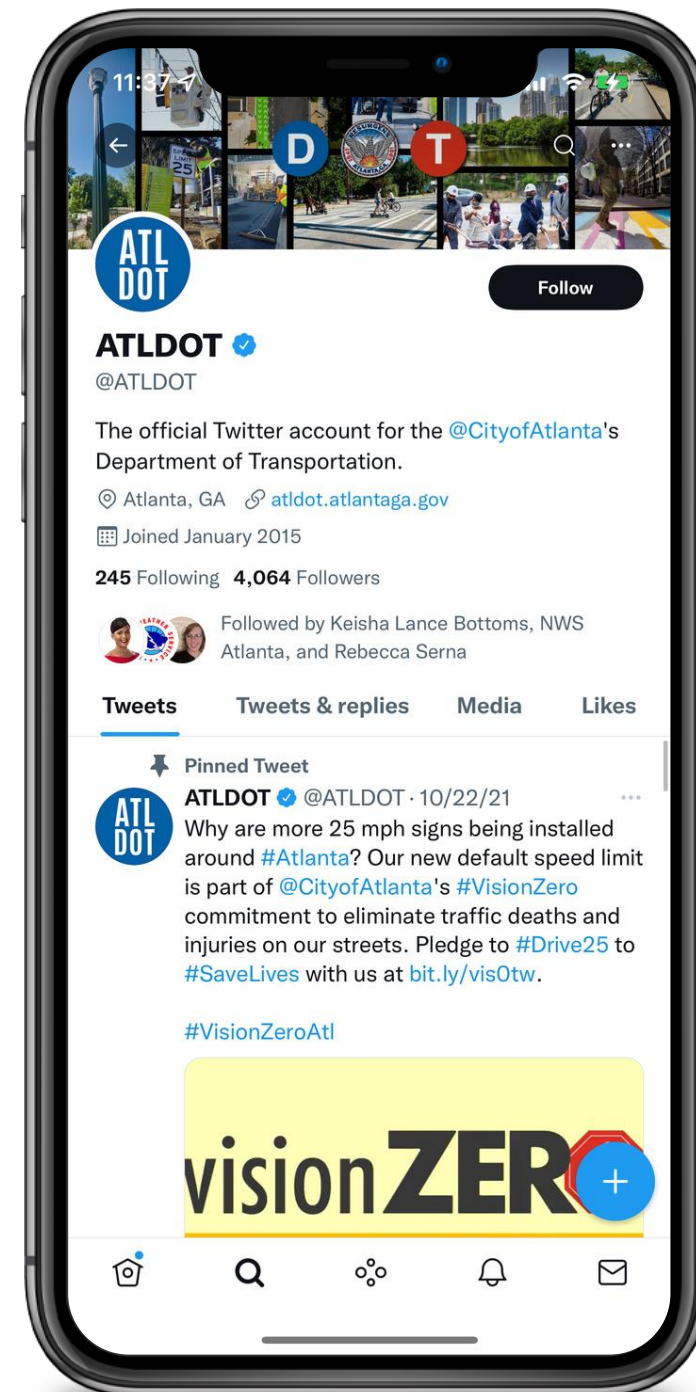 11:37
D T
SPEED
LIMIT
25
ATL
DOT
Follow
ATLDOT
@ATLDOT
The official Twitter account for the @CityofAtlanta's
Department of Transportation.
Atlanta, GA atldot.atlantaga.gov
Joined January 2015
245 Following 4,064 Followers
Followed by Keisha Lance Bottoms, NWS
Atlanta, and Rebecca Serna
Tweets Tweets & replies Media Likes
Pinned Tweet
ATL
DOT
ATLDOT @ATLDOT · 10/22/21
Why are more 25 mph signs being installed
around #Atlanta? Our new default speed limit
is part of @CityofAtlanta's #VisionZero
commitment to eliminate traffic deaths and
injuries on our streets. Pledge to #Drive25 to
#SaveLives with us at bit.ly/vis0tw.
#VisionZeroAtl
visionZER